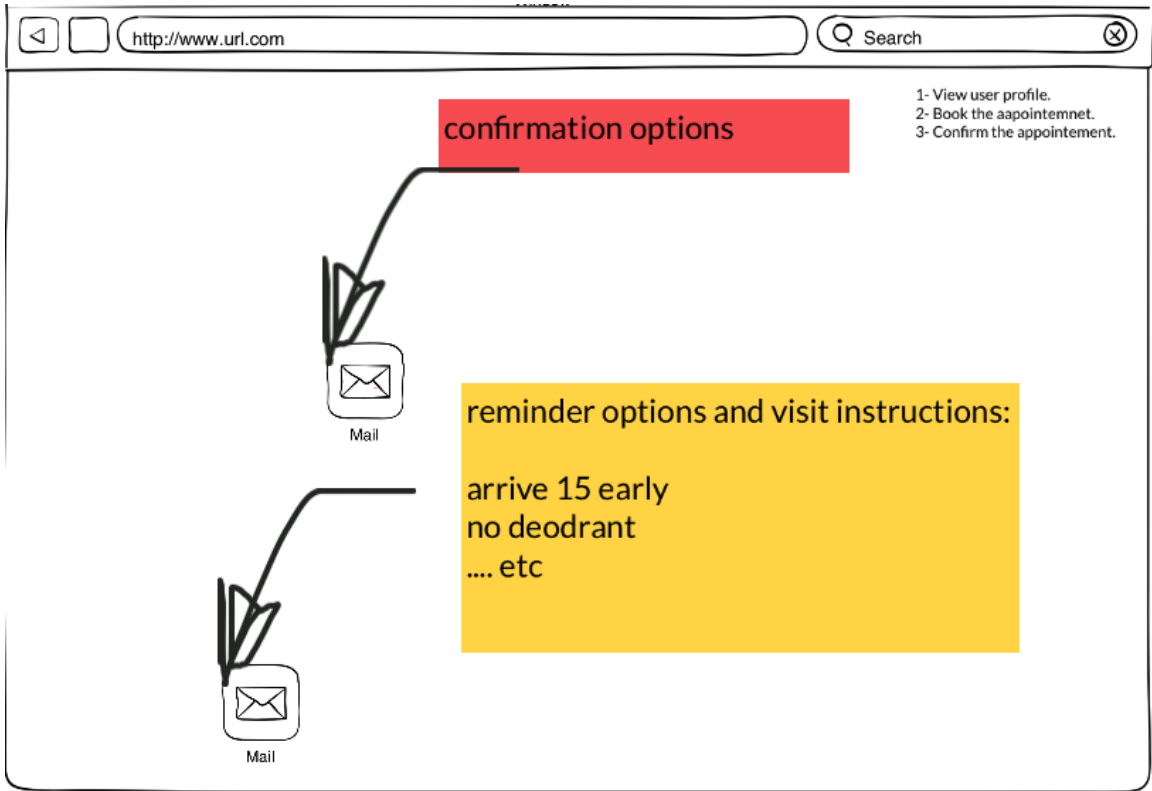 http://www.url.com
Search
1- View user profile.
2- Book the aapointemnet.
3- Confirm the appointement.
confirmation options
Mail
reminder options and visit instructions:
arrive 15 early
no deodrant
.... etc
Mail